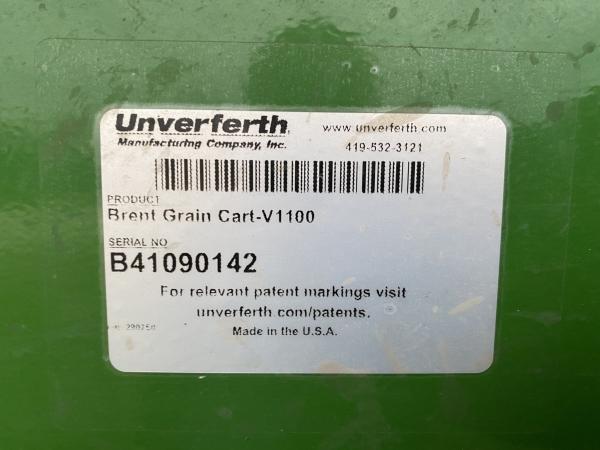 Unverferth
Manufacturing Company, Inc.
www.unverferth.com
419-532-3121
PRODUCT
Brent Grain Cart-V1100
SERIAL NO
B41090142
For relevant patent markings visit
unverferth.com/patents.
Made in the U.S.A.